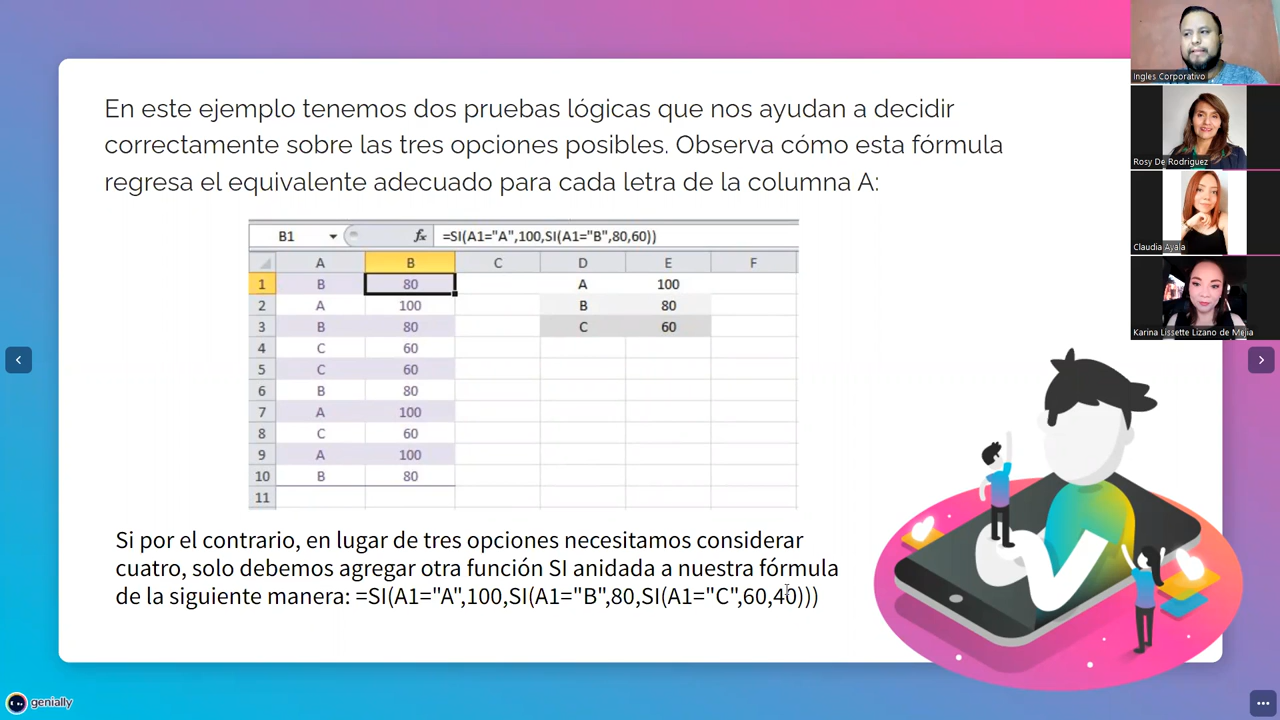 En este ejemplo tenemos dos pruebas lógicas que nos ayudan a decidir
correctamente sobre las tres opciones posibles. Observa cómo esta fórmula
regresa el equivalente adecuado para cada letra de la columna A:
B1 fx =SI(A1="A",100,SI(A1="B",80,60))
A B C D E F
1 B 80 A 100
2 A 100 B 80
3 B 80 C 60
4 C 60
5 C 60
6 B 80
7 A 100
8 C 60
9 A 100
10 B 80
11
Si por el contrario, en lugar de tres opciones necesitamos considerar
cuatro, solo debemos agregar otra función SI anidada a nuestra fórmula
de la siguiente manera: =SI(A1="A",100,SI(A1="B",80,SI(A1="C",60,40)))
Ingles Corporativo
Rosy De Rodriguez
Claudia Ayala
Karina Lissette Lizano de Mejia
genially